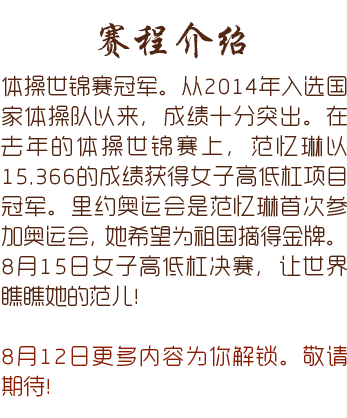 赛程介绍
体操世锦赛冠军。从2014年入选国
家体操队以来，成绩十分突出。在
去年的体操世锦赛上，范忆琳以
15.366的成绩获得女子高低杠项目
冠军。里约奥运会是范忆琳首次参
加奥运会，她希望为祖国摘得金牌。
8月15日女子高低杠决赛，让世界
瞧瞧她的范儿!
8月12日更多内容为你解锁。敬请
期待!